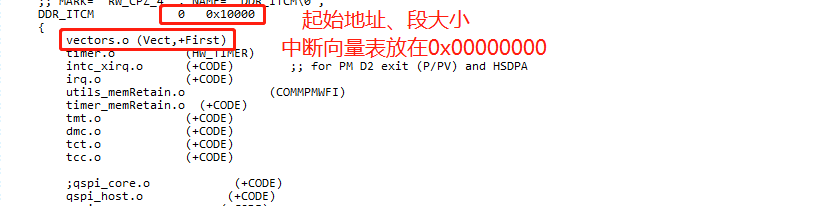 ;; MARK= "RW_CPZ_4" , NAME= "DDR_ITCM\0",
DDR_ITCM 0 0x10000
起始地址、段大小
{
vectors.o (Vect,+First)
中断向量表放在0x00000000
timer.o (HW_TIMER)
intc_xirq.o (+CODE) ;; for PM D2 exit (P/PV) and HSDPA
irq.o (+CODE)
utils_memRetain.o (COMMPMWFI)
timer_memRetain.o (+CODE)
tmt.o (+CODE)
dmc.o (+CODE)
tct.o (+CODE)
tcc.o (+CODE)
;qspi_core.o (+CODE)
qspi_host.o (+CODE)